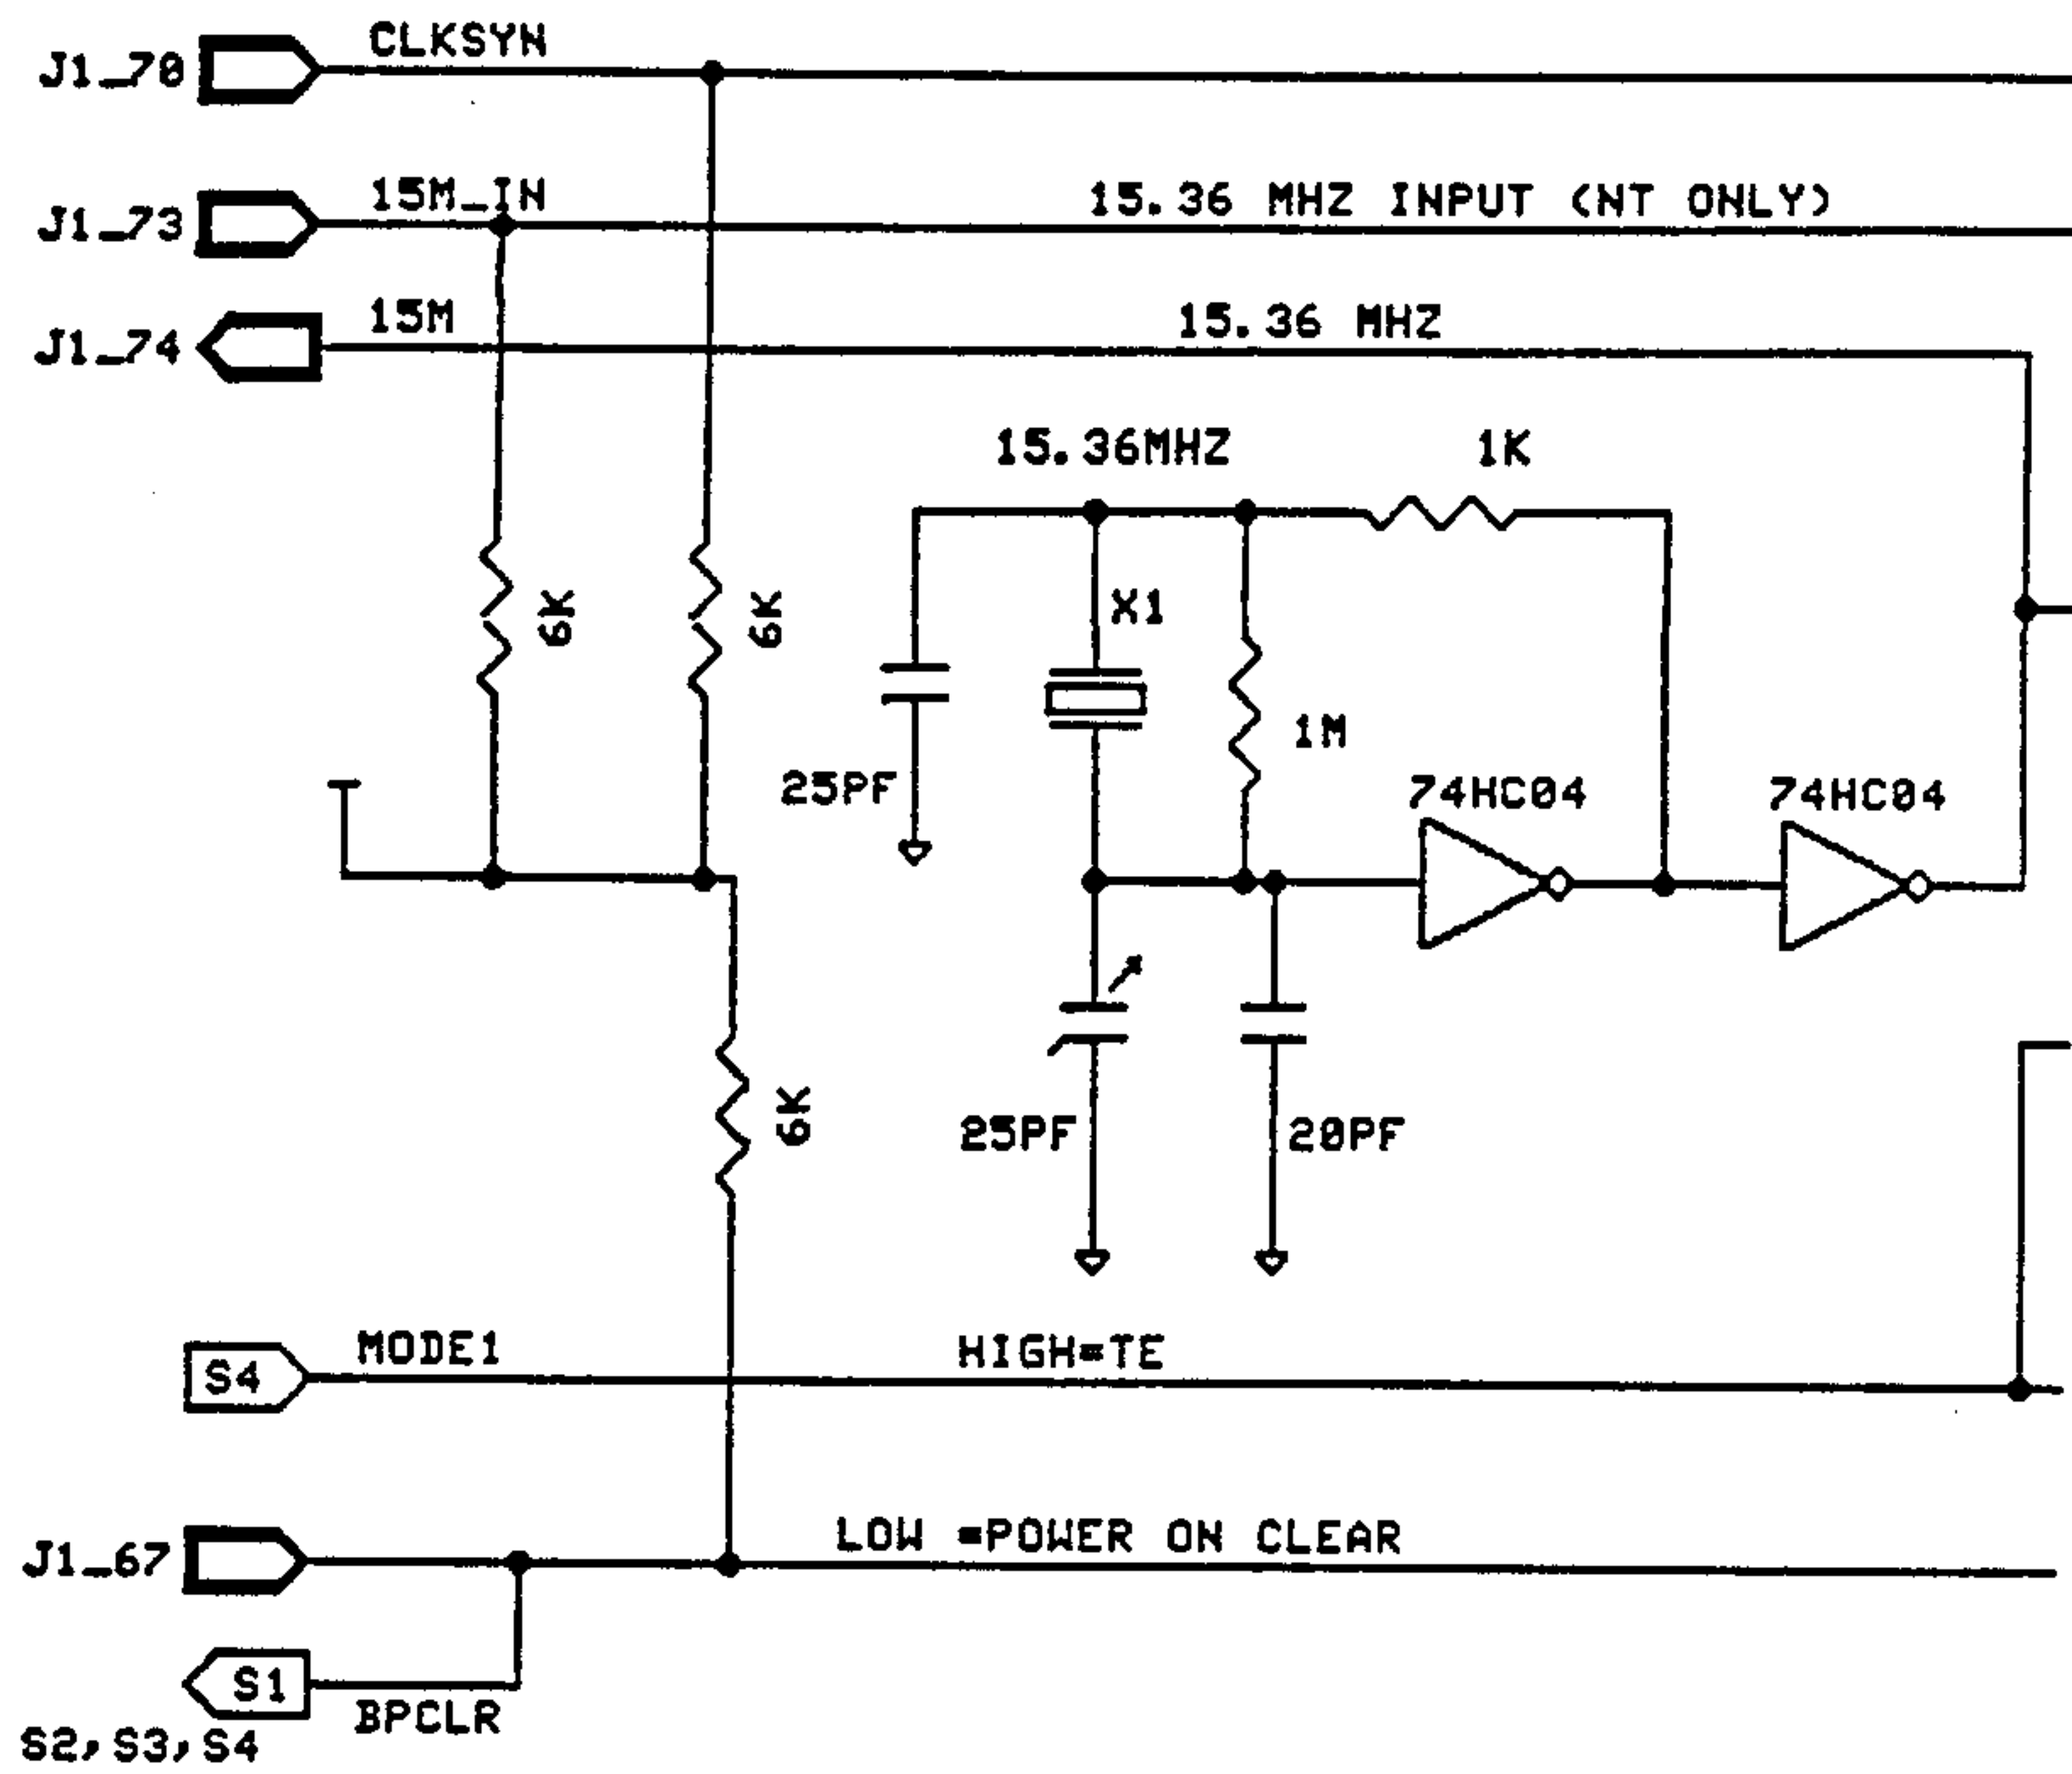 J1_70 CLKSYN
J1_73 15M_IN 15.36 MHZ INPUT (NT ONLY)
J1_74 15M 15.36 MHZ
15.36MHZ 1K
6K 6K X1
1M
25PF 74HC04 74HC04
6K 25PF 20PF
S4 MODE1 HIGH=TE
J1_67 LOW =POWER ON CLEAR
S1 BPCLR
S2,S3,S4